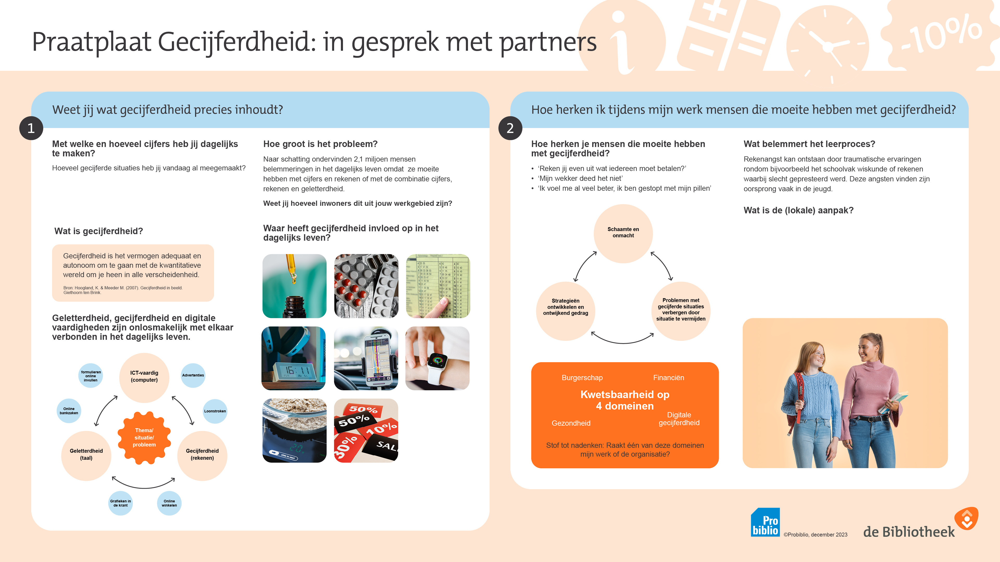 Praatplaat Gecijferdheid: in gesprek met partners
-10%
1
Weet jij wat gecijferdheid precies inhoudt?
Met welke en hoeveel cijfers heb jij dagelijks
te maken?
Hoeveel gecijferde situaties heb jij vandaag al meegemaakt?
Wat is gecijferdheid?
Gecijferdheid is het vermogen adequaat en
autonoom om te gaan met de kwantitatieve
wereld om je heen in alle verscheidenheid.
Bron: Hoogland, K. & Meeder M. (2007). Gecijferdheid in beeld.
Giethoorn ten Brink.
Geletterdheid, gecijferdheid en digitale
vaardigheden zijn onlosmakelijk met elkaar
verbonden in het dagelijks leven.
formulieren
online
invullen
ICT-vaardig
(computer)
Advertenties
Online
bankzaken
Loonstroken
Thema/
situatie/
probleem
Geletterdheid
(taal)
Gecijferdheid
(rekenen)
Grafieken in
de krant
Online
winkelen
Hoe groot is het probleem?
Naar schatting ondervinden 2,1 miljoen mensen
belemmeringen in het dagelijks leven omdat  ze moeite
hebben met cijfers en rekenen of met de combinatie cijfers,
rekenen en geletterdheid.
Weet jij hoeveel inwoners dit uit jouw werkgebied zijn?
Waar heeft gecijferdheid invloed op in het
dagelijks leven?
16:11
20
slide to start
50%
50%
10%
30%
SAL
2
Hoe herken ik tijdens mijn werk mensen die moeite hebben met gecijferdheid?
Hoe herken je mensen die moeite hebben
met gecijferdheid?
• ‘Reken jij even uit wat iedereen moet betalen?’
• ‘Mijn wekker deed het niet’
• ‘Ik voel me al veel beter, ik ben gestopt met mijn pillen’
Schaamte en
onmacht
Strategieën
ontwikkelen en
ontwijkend gedrag
Problemen met
gecijferde situaties
verbergen door
situatie te vermijden
Burgerschap
Financiën
Kwetsbaarheid op
4 domeinen
Gezondheid
Digitale
gecijferdheid
Stof tot nadenken: Raakt één van deze domeinen
mijn werk of de organisatie?
Wat belemmert het leerproces?
Rekenangst kan ontstaan door traumatische ervaringen
rondom bijvoorbeeld het schoolvak wiskunde of rekenen
waarbij slecht gepresteerd werd. Deze angsten vinden zijn
oorsprong vaak in de jeugd.
Wat is de (lokale) aanpak?
Pro
biblio
©Probiblio, december 2023
de Bibliotheek